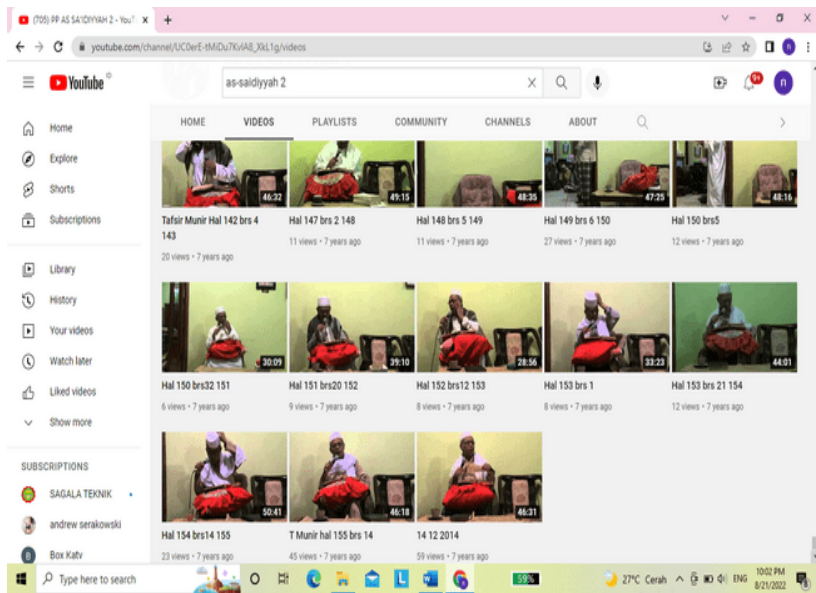 (705) PP AS SA'IDIYYAH 2 - YouT
youtube.com/channel/UC0erE-tMiDu7KvlA8_XkL1g/videos
YouTube ID
as-saidiyyah 2
9+
n
HOME VIDEOS PLAYLISTS COMMUNITY CHANNELS ABOUT
Home
Explore
Shorts
Subscriptions
Library
History
Your videos
Watch later
Liked videos
Show more
SUBSCRIPTIONS
SAGALA TEKNIK
andrew serakowski
B Box Katv
46:32 49:15 48:35 47:25 48:16
Tafsir Munir Hal 142 brs 4 143
20 views • 7 years ago
Hal 147 brs 2 148
11 views • 7 years ago
Hal 148 brs 5 149
11 views • 7 years ago
Hal 149 brs 6 150
27 views • 7 years ago
Hal 150 brs5
12 views • 7 years ago
30:09 39:10 28:56 33:23 44:01
Hal 150 brs32 151
6 views • 7 years ago
Hal 151 brs20 152
9 views • 7 years ago
Hal 152 brs12 153
8 views • 7 years ago
Hal 153 brs 1
8 views • 7 years ago
Hal 153 brs 21 154
12 views • 7 years ago
50:41 46:18 46:31
Hal 154 brs14 155
23 views • 7 years ago
T Munir hal 155 brs 14
45 views • 7 years ago
14 12 2014
59 views • 7 years ago
Type here to search
59%
27°C Cerah
ENG
10:02 PM
8/21/2022